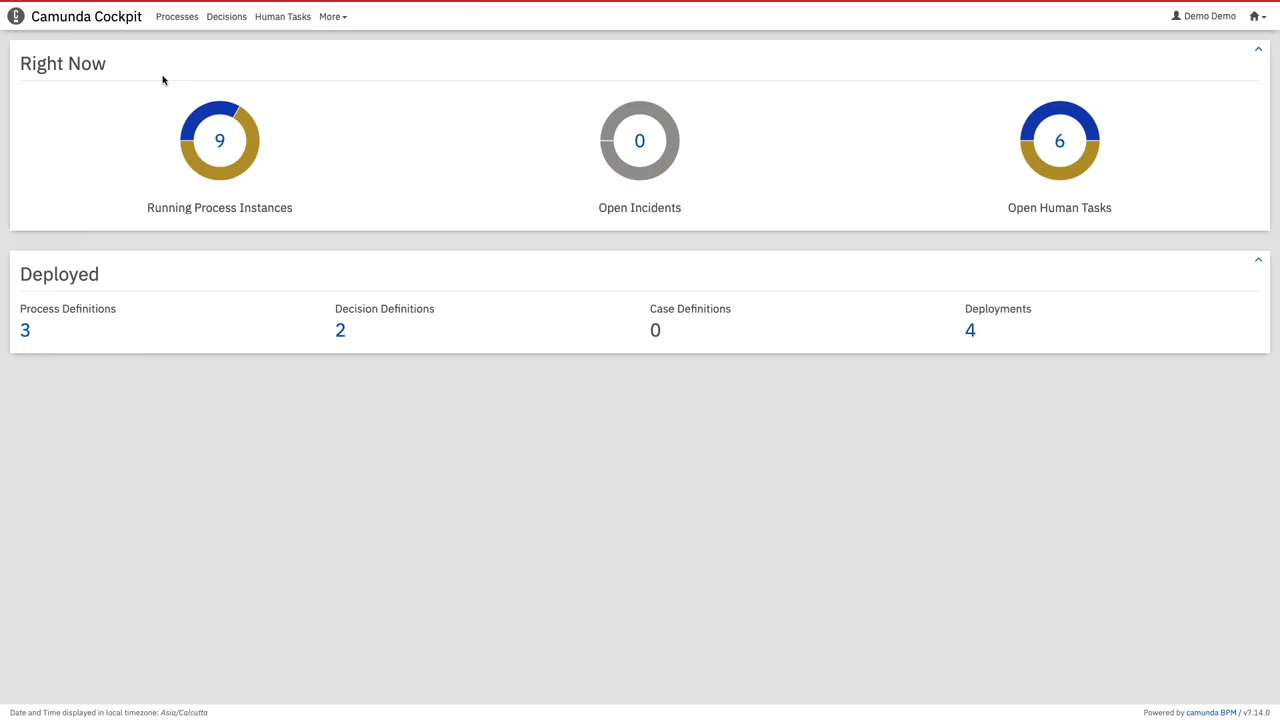 Camunda Cockpit Processes Decisions Human Tasks More Demo Demo
Right Now
9 0 6
Running Process Instances Open Incidents Open Human Tasks
Deployed
Process Definitions Decision Definitions Case Definitions Deployments
3 2 0 4
Date and Time displayed in local timezone: Asia/Calcutta Powered by camunda BPM / v7.14.0